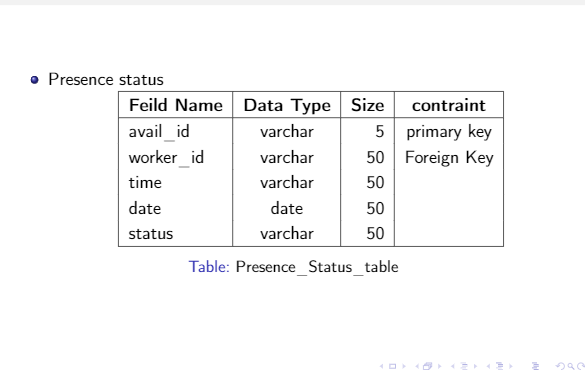 Presence status
Feild Name Data Type Size contraint
avail_id varchar 5 primary key
worker_id varchar 50 Foreign Key
time varchar 50
date date 50
status varchar 50
Table: Presence_Status_table